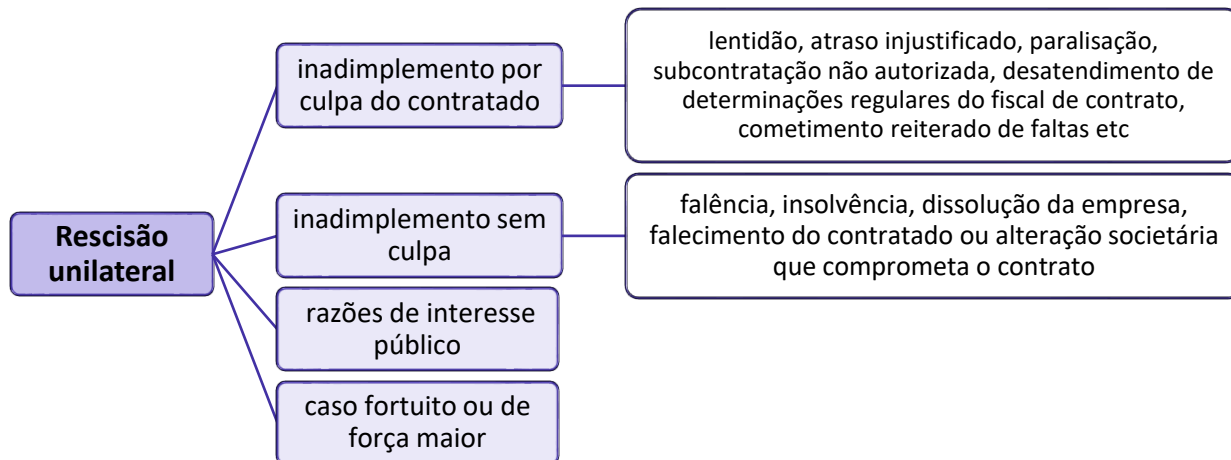 Rescisão
unilateral
inadimplemento por
culpa do contratado
lentidão, atraso injustificado, paralisação,
subcontratação não autorizada, desatendimento de
determinações regulares do fiscal de contrato,
cometimento reiterado de faltas etc
inadimplemento sem
culpa
falência, insolvência, dissolução da empresa,
falecimento do contratado ou alteração societária
que comprometa o contrato
razões de interesse
público
caso fortuito ou de
força maior